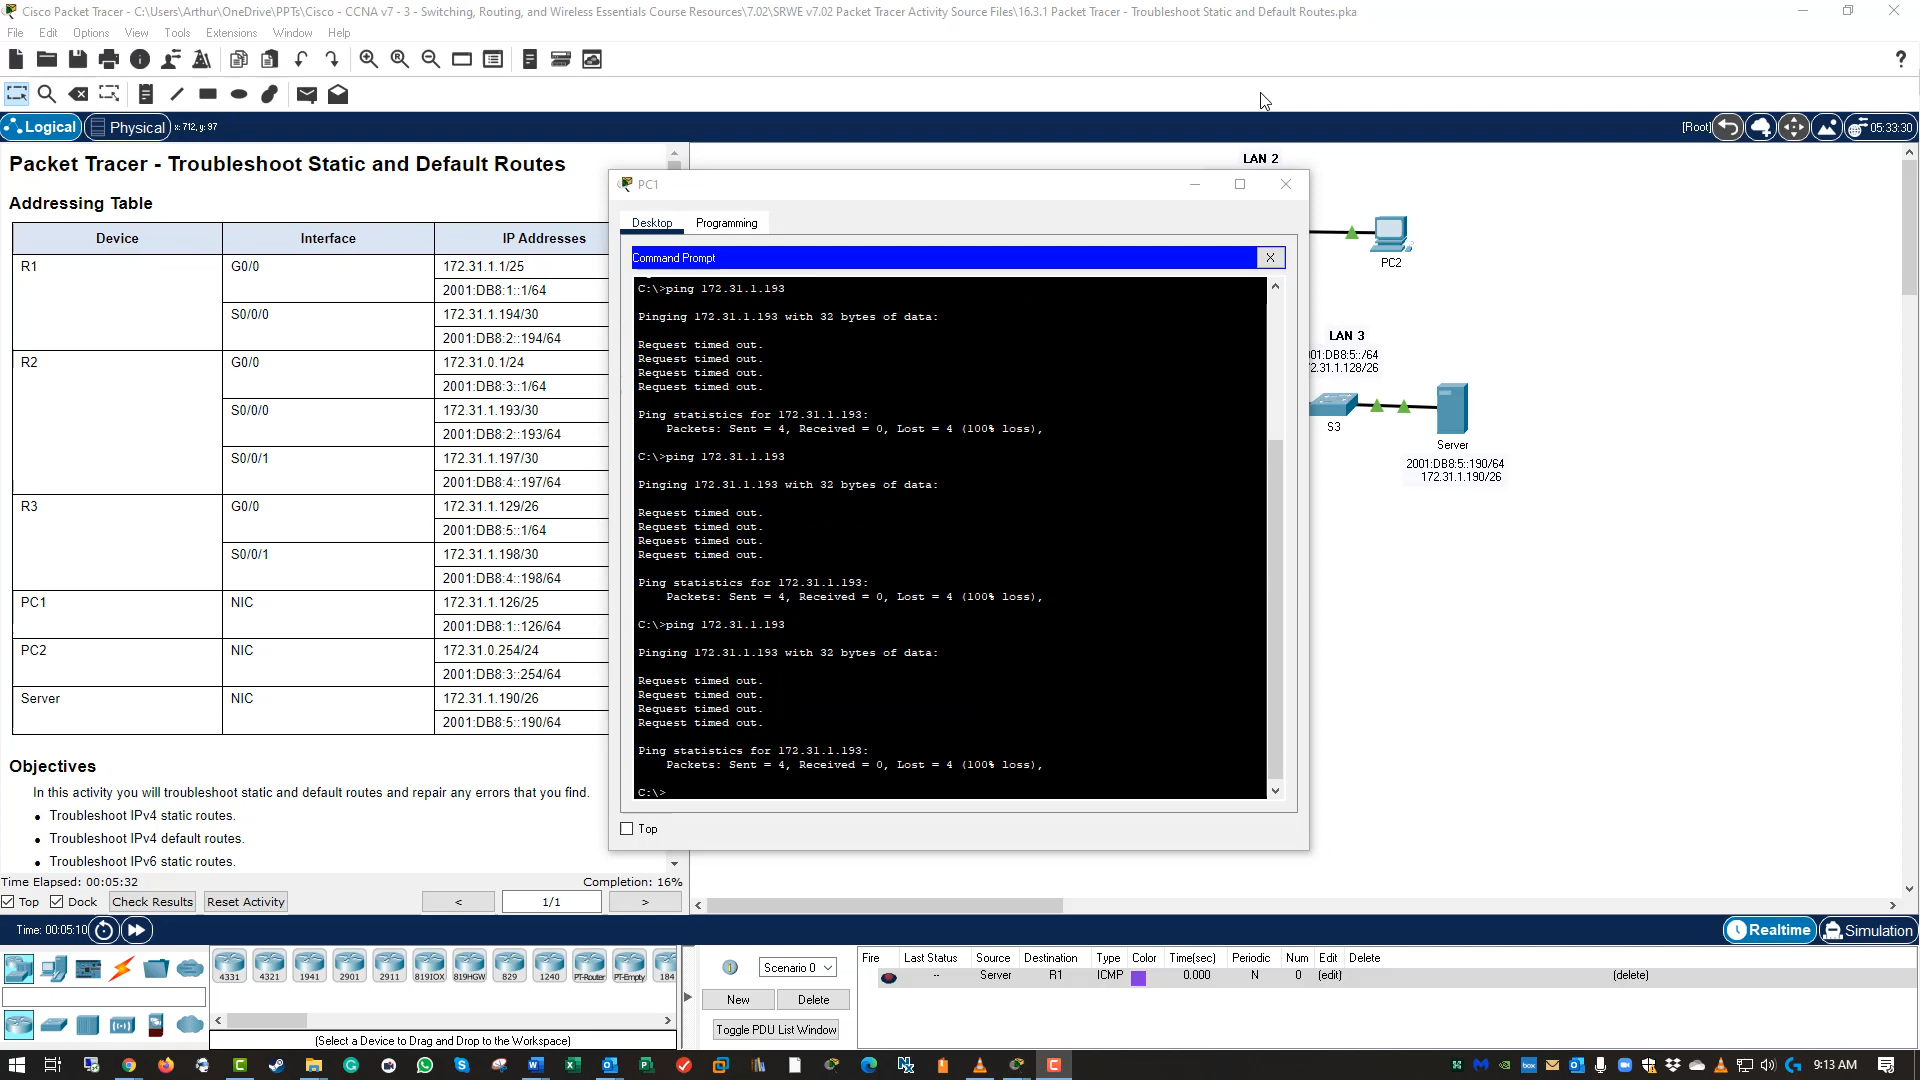 Cisco Packet Tracer - C:\Users\Arthur\OneDrive\PPTs\Cisco - CCNA v7 - 3 - Switching, Routing, and Wireless Essentials Course Resources\7.02\SRWE v7.02 Packet Tracer Activity Source Files\16.3.1 Packet Tracer - Troubleshoot Static and Default Routes.pka
File Edit Options View Tools Extensions Window Help
Logical Physical x: 712, y: 97 [Root] 05:33:30
Packet Tracer - Troubleshoot Static and Default Routes
Addressing Table
Device Interface IP Addresses
R1 G0/0 172.31.1.1/25
2001:DB8:1::1/64
S0/0/0 172.31.1.194/30
2001:DB8:2::194/64
R2 G0/0 172.31.0.1/24
2001:DB8:3::1/64
S0/0/0 172.31.1.193/30
2001:DB8:2::193/64
S0/0/1 172.31.1.197/30
2001:DB8:4::197/64
R3 G0/0 172.31.1.129/26
2001:DB8:5::1/64
S0/0/1 172.31.1.198/30
2001:DB8:4::198/64
PC1 NIC 172.31.1.126/25
2001:DB8:1::126/64
PC2 NIC 172.31.0.254/24
2001:DB8:3::254/64
Server NIC 172.31.1.190/26
2001:DB8:5::190/64
Objectives
In this activity you will troubleshoot static and default routes and repair any errors that you find.
• Troubleshoot IPv4 static routes.
• Troubleshoot IPv4 default routes.
• Troubleshoot IPv6 static routes.
Time Elapsed: 00:05:32 Completion: 16%
Top Dock Check Results Reset Activity < 1/1 >
PC1
Desktop Programming
Command Prompt X
C:\>ping 172.31.1.193
Pinging 172.31.1.193 with 32 bytes of data:
Request timed out.
Request timed out.
Request timed out.
Request timed out.
Ping statistics for 172.31.1.193:
Packets: Sent = 4, Received = 0, Lost = 4 (100% loss),
C:\>ping 172.31.1.193
Pinging 172.31.1.193 with 32 bytes of data:
Request timed out.
Request timed out.
Request timed out.
Request timed out.
Ping statistics for 172.31.1.193:
Packets: Sent = 4, Received = 0, Lost = 4 (100% loss),
C:\>ping 172.31.1.193
Pinging 172.31.1.193 with 32 bytes of data:
Request timed out.
Request timed out.
Request timed out.
Request timed out.
Ping statistics for 172.31.1.193:
Packets: Sent = 4, Received = 0, Lost = 4 (100% loss),
C:\>
Top
LAN 2
PC2
LAN 3
01:DB8:5::/64
2.31.1.128/26
S3
Server
2001:DB8:5::190/64
172.31.1.190/26
Time: 00:05:10 Realtime Simulation
4331 4321 1941 2901 2911 819IOX 819HGW 829 1240 PT-Router PT-Empty 184
(Select a Device to Drag and Drop to the Workspace)
Scenario 0
New Delete
Toggle PDU List Window
Fire Last Status Source Destination Type Color Time(sec) Periodic Num Edit Delete
-- Server R1 ICMP 0.000 N 0 (edit) (delete)
9:13 AM